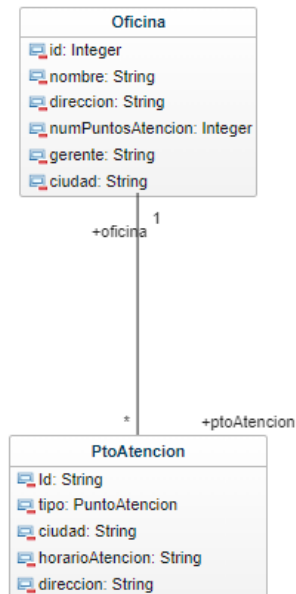 Oficina
id: Integer
nombre: String
direccion: String
numPuntosAtencion: Integer
gerente: String
ciudad: String
1
+oficina
*
+ptoAtencion
PtoAtencion
Id: String
tipo: PuntoAtencion
ciudad: String
horarioAtencion: String
direccion: String